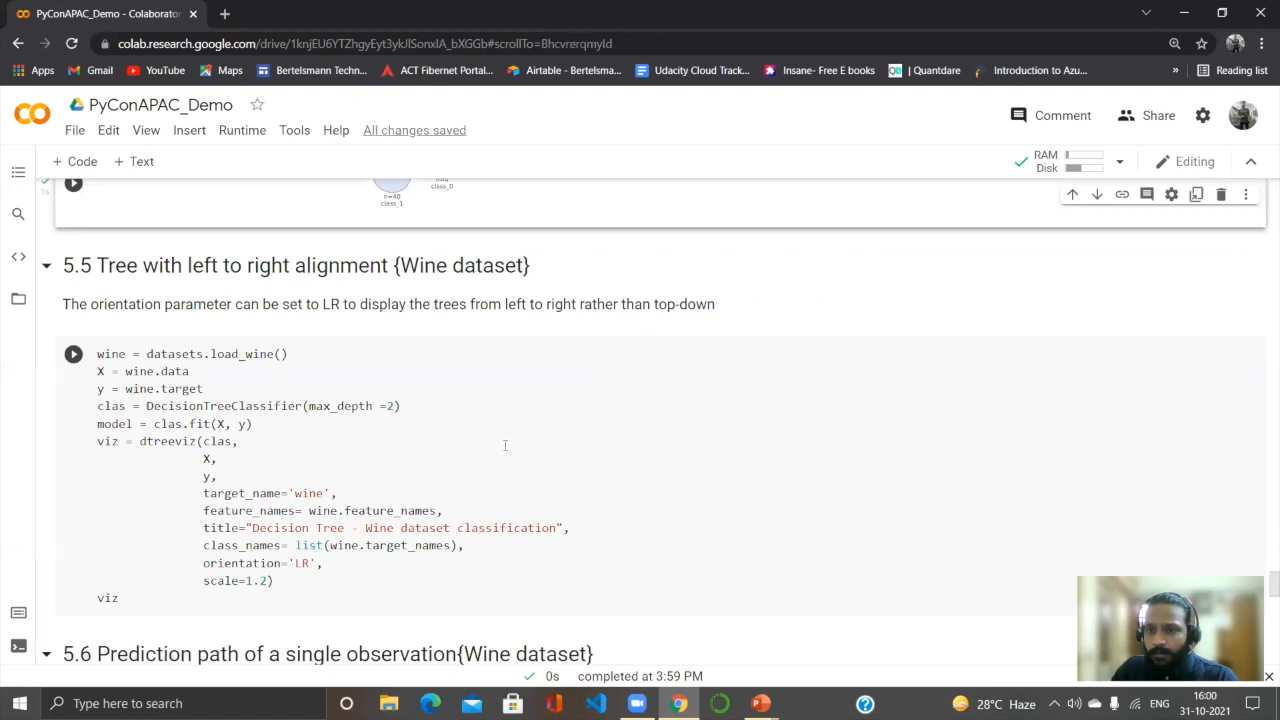 PyConAPAC_Demo - Colaborator
colab.research.google.com/drive/1knjEU6YTZhgyEyt3ykJlSonxIA_bXGGb#scrollTo=Bhcvrerqmyld
Apps Gmail YouTube Maps Bertelsmann Techn... ACT Fibernet Portal... Airtable - Bertelsma... Udacity Cloud Track... Insane- Free E books Quantdare Introduction to Azu... » Reading list
PyConAPAC_Demo
Comment Share
File Edit View Insert Runtime Tools Help All changes saved
+ Code + Text
RAM
Disk
Editing
1s
n=40
class_1
class_0
5.5 Tree with left to right alignment {Wine dataset}
The orientation parameter can be set to LR to display the trees from left to right rather than top-down
wine = datasets.load_wine()
X = wine.data
y = wine.target
clas = DecisionTreeClassifier(max_depth =2)
model = clas.fit(X, y)
viz = dtreeviz(clas,
X,
y,
target_name='wine',
feature_names= wine.feature_names,
title="Decision Tree - Wine dataset classification",
class_names= list(wine.target_names),
orientation='LR',
scale=1.2)
viz
5.6 Prediction path of a single observation{Wine dataset}
0s completed at 3:59 PM
Type here to search
28°C Haze
ENG
16:00
31-10-2021